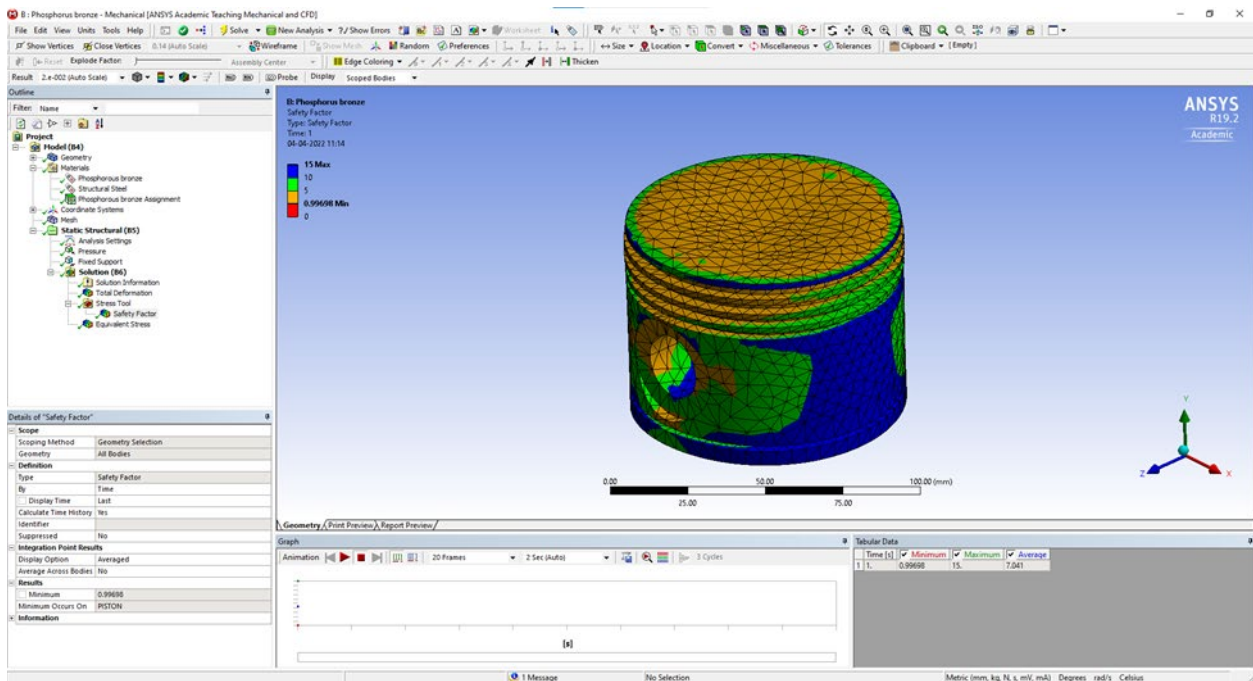 B : Phosphorus bronze - Mechanical [ANSYS Academic Teaching Mechanical and CFD]
File Edit View Units Tools Help Solve New Analysis ?/ Show Errors Worksheet
Show Vertices Close Vertices 0.14 (Auto Scale) Wireframe Show Mesh Random Preferences Size Location Convert Miscellaneous Tolerances Clipboard [Empty]
Reset Explode Factor: Assembly Center Edge Coloring Thicken
Result 2.e-002 (Auto Scale) Probe Display Scoped Bodies
Outline
Filter: Name
Project
Model (B4)
Geometry
Materials
Phosphorous bronze
Structural Steel
Phosphorous bronze Assignment
Coordinate Systems
Mesh
Static Structural (B5)
Analysis Settings
Pressure
Fixed Support
Solution (B6)
Solution Information
Total Deformation
Stress Tool
Safety Factor
Equivalent Stress
Details of "Safety Factor"
Scope
Scoping Method Geometry Selection
Geometry All Bodies
Definition
Type Safety Factor
By Time
Display Time Last
Calculate Time History Yes
Identifier
Suppressed No
Integration Point Results
Display Option Averaged
Average Across Bodies No
Results
Minimum 0.99698
Minimum Occurs On PISTON
Information
B: Phosphorus bronze
Safety Factor
Type: Safety Factor
Time: 1
04-04-2022 11:14
15 Max
10
5
0.99698 Min
0
ANSYS
R19.2
Academic
Y
Z
X
0.00 50.00 100.00 (mm)
25.00 75.00
Geometry Print Preview Report Preview
Graph
Animation 20 Frames 2 Sec (Auto) 3 Cycles
[s]
Tabular Data
Time [s] Minimum Maximum Average
1 1. 0.99698 15. 7.041
1 Message No Selection Metric (mm, kg, N, s, mV, mA) Degrees rad/s Celsius